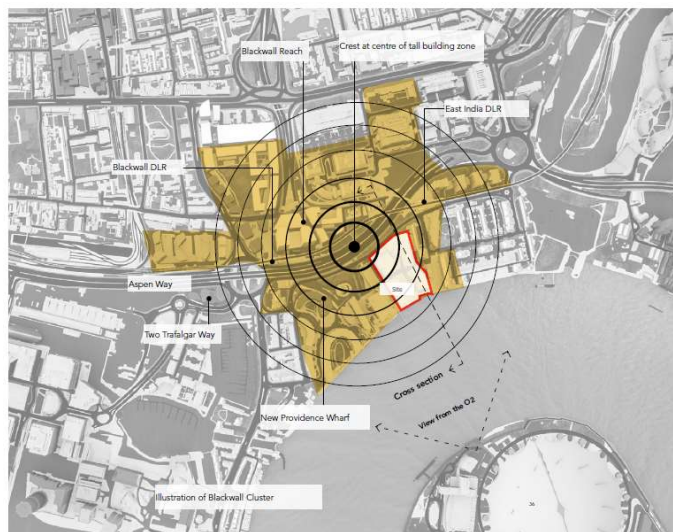 Blackwall Reach
Crest at centre of tall building zone
East India DLR
Blackwall DLR
Site
Aspen Way
Two Trafalgar Way
Cross section
View from the O2
New Providence Wharf
Illustration of Blackwall Cluster
36